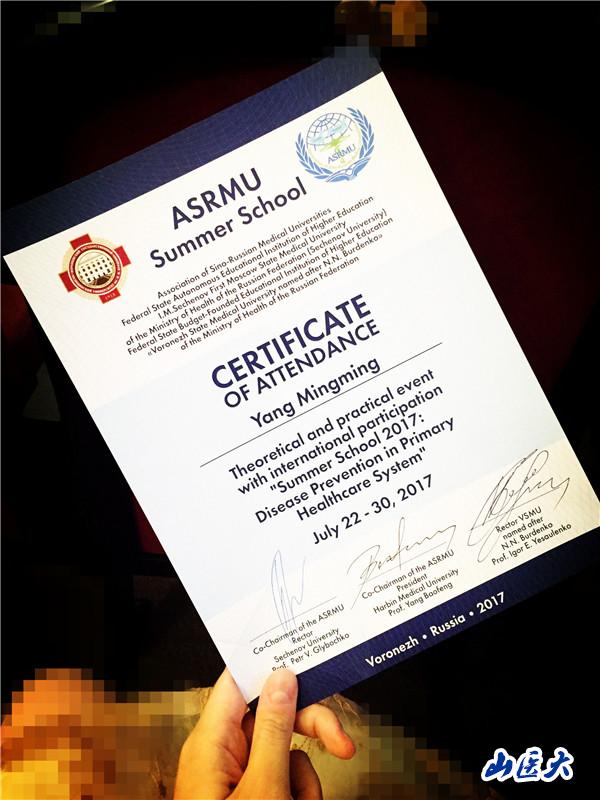 ASRMU
ASRMU
Summer School
Association of Sino-Russian Medical Universities
Federal State Autonomous Educational Institution of Higher Education
I.M.Sechenov First Moscow State Medical University
of the Ministry of Health of the Russian Federation (Sechenov University)
Federal State Budget-Founded Educational Institution of Higher Education
«Voronezh State Medical University named after N.N. Burdenko»
of the Ministry of Health of the Russian Federation
CERTIFICATE
OF ATTENDANCE
Yang Mingming
Theoretical and practical event
with international participation
"Summer School 2017:
Disease Prevention in Primary
Healthcare System"
July 22 - 30, 2017
Co-Chairman of the ASRMU
Rector
Sechenov University
Prof. Petr V. Glybochko
Co-Chairman of the ASRMU
President
Harbin Medical University
Prof. Yang Baofeng
Rector VSMU
named after
N.N. Burdenko
Prof. Igor E. Yesaulenko
Voronezh • Russia • 2017
山医大